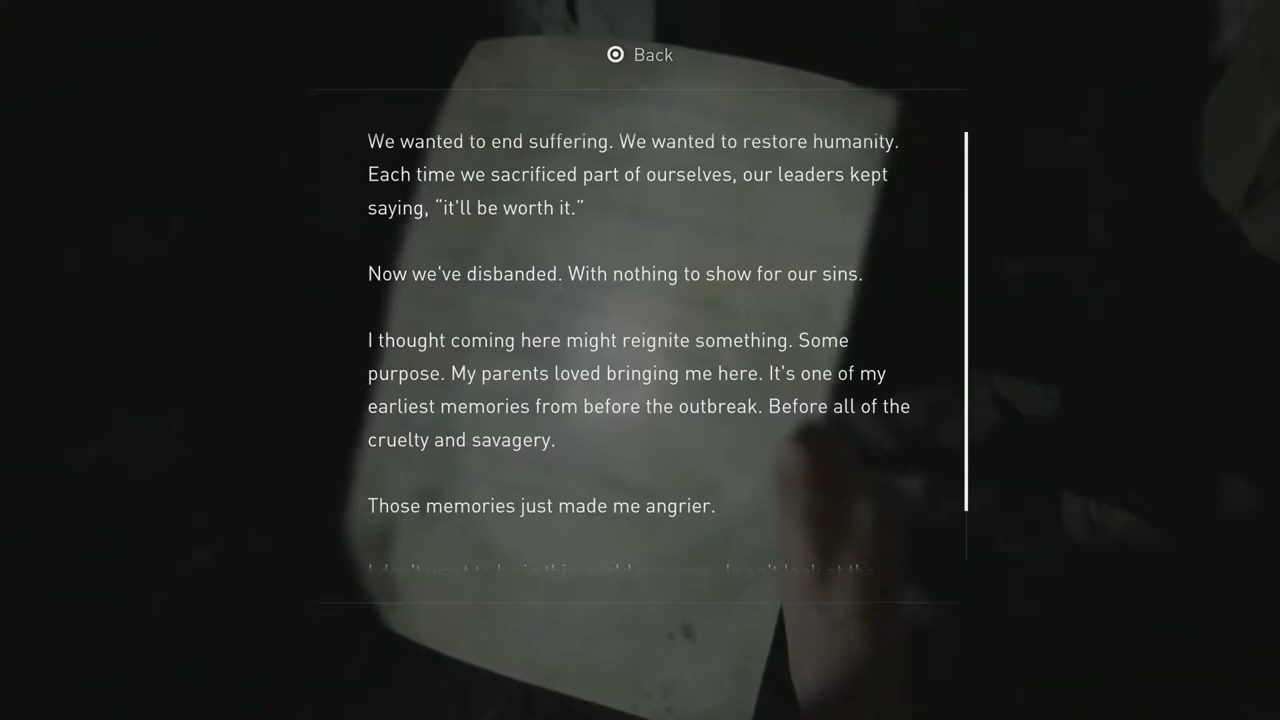 Back
We wanted to end suffering. We wanted to restore humanity.
Each time we sacrificed part of ourselves, our leaders kept
saying, “it'll be worth it.”
Now we've disbanded. With nothing to show for our sins.
I thought coming here might reignite something. Some
purpose. My parents loved bringing me here. It's one of my
earliest memories from before the outbreak. Before all of the
cruelty and savagery.
Those memories just made me angrier.